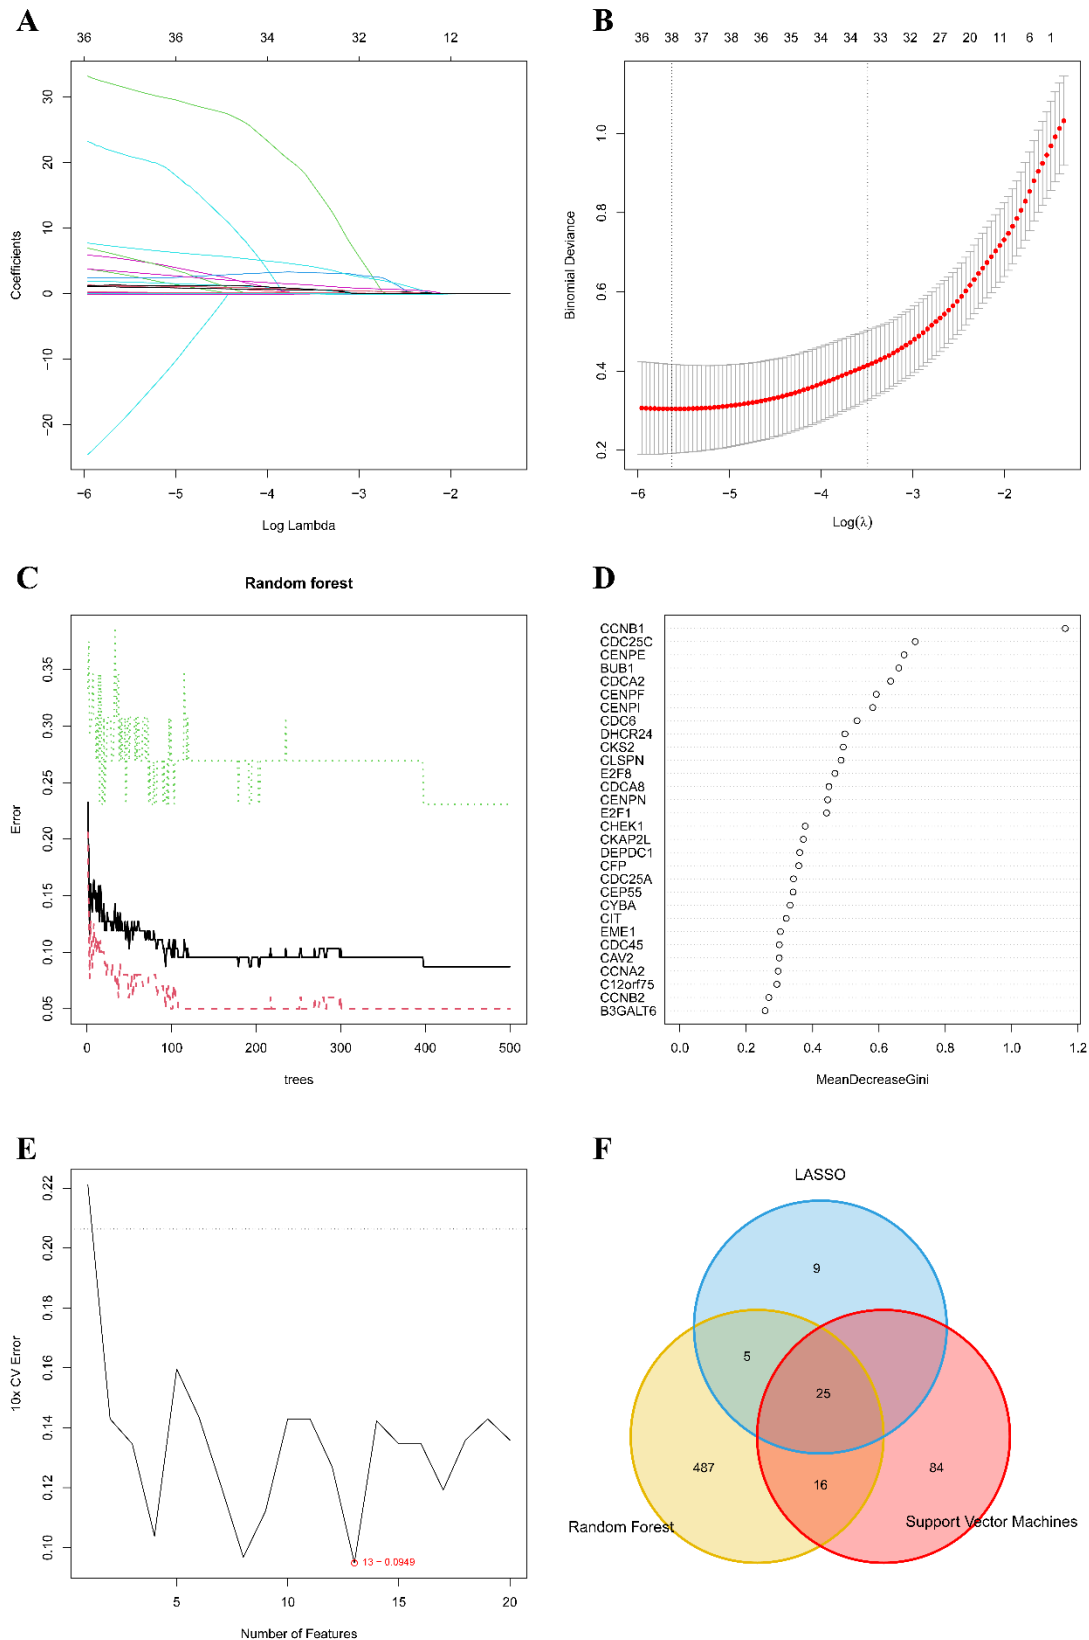 A
36 36 34 32 12
30
20
10
0
−10
−20
Coefficients
−6 −5 −4 −3 −2
Log Lambda
B
36 38 37 38 36 35 34 34 33 32 27 20 11 6 1
1.0
0.8
0.6
0.4
0.2
Binomial Deviance
−6 −5 −4 −3 −2
Log(λ)
C
Random forest
0.35
0.30
0.25
0.20
0.15
0.10
0.05
Error
0 100 200 300 400 500
trees
D
CCNB1
CDC25C
CENPE
BUB1
CDCA2
CENPF
CENPI
CDC6
DHCR24
CKS2
CLSPN
E2F8
CDCA8
CENPN
E2F1
CHEK1
CKAP2L
DEPDC1
CFP
CDC25A
CEP55
CYBA
CIT
EME1
CDC45
CAV2
CCNA2
C12orf75
CCNB2
B3GALT6
0.0 0.2 0.4 0.6 0.8 1.0 1.2
MeanDecreaseGini
E
0.22
0.20
0.18
0.16
0.14
0.12
0.10
10x CV Error
13 − 0.0949
5 10 15 20
Number of Features
F
LASSO
9
5
25
487
16
84
Random Forest
Support Vector Machines